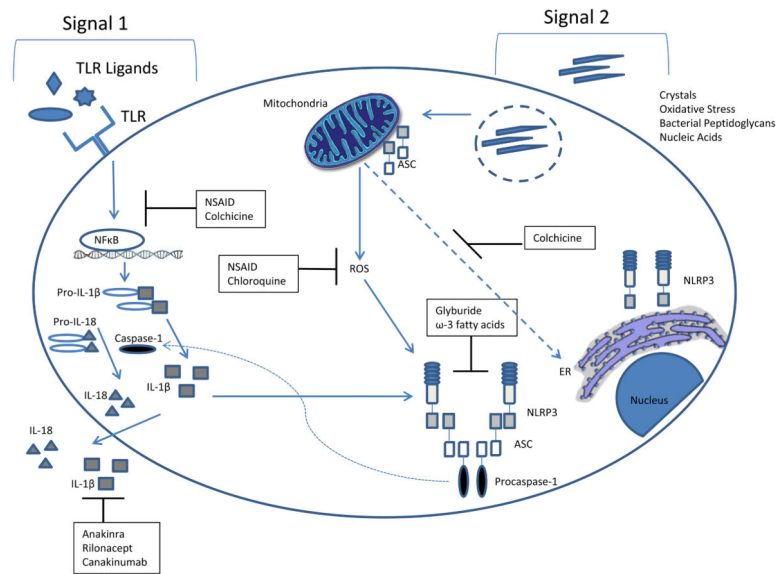 Signal 1
Signal 2
TLR Ligands
TLR
Mitochondria
ASC
Crystals
Oxidative Stress
Bacterial Peptidoglycans
Nucleic Acids
NSAID
Colchicine
NFκB
Colchicine
NSAID
Chloroquine
ROS
NLRP3
Pro-IL-1β
Pro-IL-18
Caspase-1
Glyburide
ω-3 fatty acids
IL-18
IL-1β
ER
Nucleus
NLRP3
ASC
IL-18
IL-1β
Procaspase-1
Anakinra
Rilonacept
Canakinumab